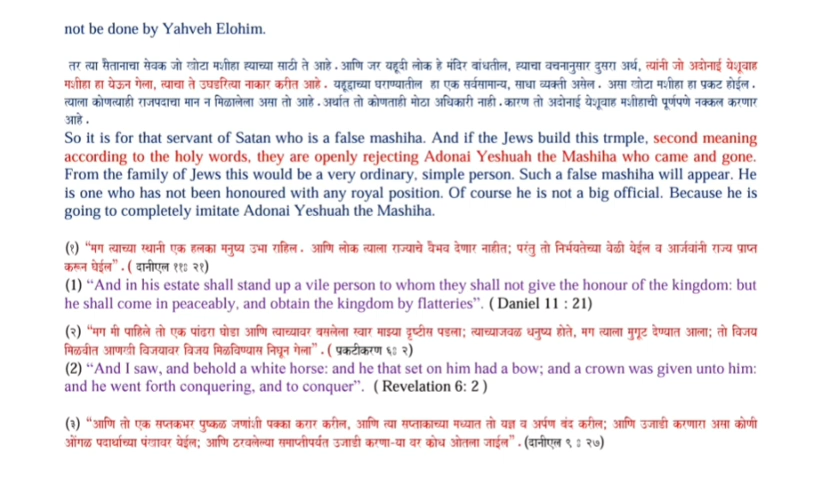 not be done by Yahveh Elohim.
तर त्या सैतानाचा सेवक जो खोटा मशीहा ह्याच्या साठी ते आहे. आणि जर यहूदी लोक हे मंदिर बांधतील, ह्याचा वचनानुसार दुसरा अर्थ, त्यांनी जो अदोनाई येशूवाह
मशीहा हा येऊन गेला, त्याचा ते उघडरित्या नाकार करीत आहे. यहूद्याच्या घराण्यातील हा एक सर्वसामान्य, साधा व्यक्ती असेल. असा खोटा मशीहा हा प्रकट होईल.
त्याला कोणत्याही राजपदाचा मान न मिळालेला असा तो आहे. अर्थात तो कोणताही मोठा अधिकारी नाही. कारण तो अदोनाई येशूवाह मशीहाची पूर्णपणे नक्कल करणार
आहे.
So it is for that servant of Satan who is a false mashiha. And if the Jews build this trmple, second meaning
according to the holy words, they are openly rejecting Adonai Yeshuah the Mashiha who came and gone.
From the family of Jews this would be a very ordinary, simple person. Such a false mashiha will appear. He
is one who has not been honoured with any royal position. Of course he is not a big official. Because he is
going to completely imitate Adonai Yeshuah the Mashiha.
(१) “मग त्याच्या स्थानी एक हलका मनुष्य उभा राहिल. आणि लोक त्याला राज्याचे वैभव देणार नाहीत; परंतु तो निर्भयतेच्या वेळी येईल व आर्जवांनी राज्य प्राप्त
करून घेईल”. ( दानीएल ११ः २१)
(1) “And in his estate shall stand up a vile person to whom they shall not give the honour of the kingdom: but
he shall come in peaceably, and obtain the kingdom by flatteries”. ( Daniel 11 : 21)
(२) “मग मी पाहिले तो एक पांढरा घोडा आणि त्याच्यावर बसलेला स्वार माझ्या दृष्टीस पडला; त्याच्याजवळ धनुष्य होते, मग त्याला मुगूट देण्यात आला; तो विजय
मिळवीत आणखी विजयावर विजय मिळविण्यास निघून गेला”. ( प्रकटीकरण ६ः २)
(2) “And I saw, and behold a white horse: and he that set on him had a bow; and a crown was given unto him:
and he went forth conquering, and to conquer”. ( Revelation 6: 2 )
(३) “आणि तो एक सप्तकभर पुष्कळ जणांशी पक्का करार करील, आणि त्या सप्ताकाच्या मध्यात तो यज्ञ व अर्पण बंद करील; आणि उजाडी करणारा असा कोणी
ओंगळ पदार्थाच्या पंखावर येईल; आणि ठरवलेल्या समाप्तीपर्यत उजाडी करणा-या वर क्रोध ओतला जाईल”. (दानीएल ९ ः २७)